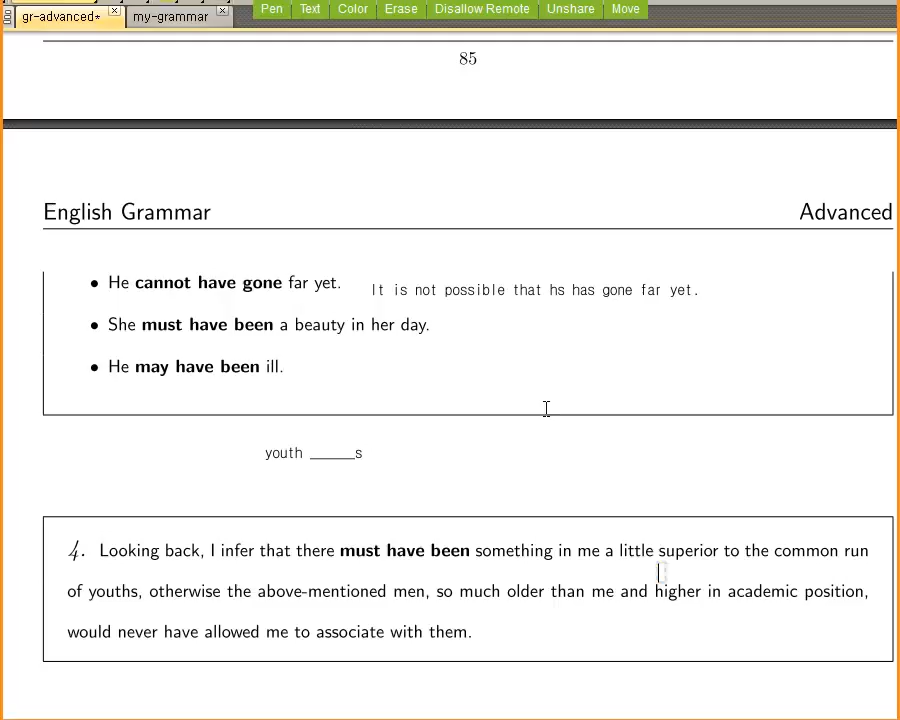 Pen Text Color Erase Disallow Remote Unshare Move
gr-advanced* my-grammar
85
English Grammar Advanced
• He cannot have gone far yet. It is not possible that hs has gone far yet.
• She must have been a beauty in her day.
• He may have been ill.
youth ______s
4. Looking back, I infer that there must have been something in me a little superior to the common run
of youths, otherwise the above-mentioned men, so much older than me and higher in academic position,
would never have allowed me to associate with them.